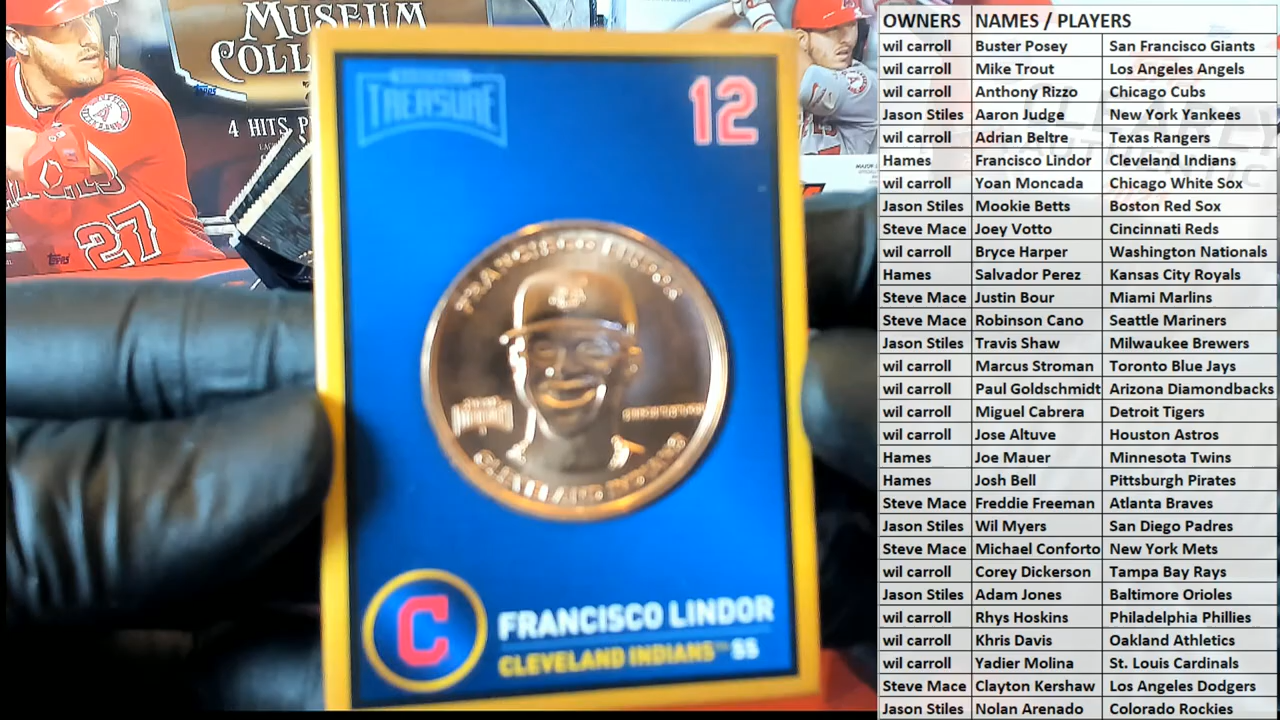 MUSEUM
COLL
4 HITS P
27
Topps
A
TREASURE
12
FRANCISCO LINDOR
CLEVELAND INDIANS
C
FRANCISCO LINDOR
CLEVELAND INDIANS™ SS
OWNERS NAMES / PLAYERS
wil carroll Buster Posey San Francisco Giants
wil carroll Mike Trout Los Angeles Angels
wil carroll Anthony Rizzo Chicago Cubs
Jason Stiles Aaron Judge New York Yankees
wil carroll Adrian Beltre Texas Rangers
Hames Francisco Lindor Cleveland Indians
wil carroll Yoan Moncada Chicago White Sox
Jason Stiles Mookie Betts Boston Red Sox
Steve Mace Joey Votto Cincinnati Reds
wil carroll Bryce Harper Washington Nationals
Hames Salvador Perez Kansas City Royals
Steve Mace Justin Bour Miami Marlins
Steve Mace Robinson Cano Seattle Mariners
Jason Stiles Travis Shaw Milwaukee Brewers
wil carroll Marcus Stroman Toronto Blue Jays
wil carroll Paul Goldschmidt Arizona Diamondbacks
wil carroll Miguel Cabrera Detroit Tigers
wil carroll Jose Altuve Houston Astros
Hames Joe Mauer Minnesota Twins
Hames Josh Bell Pittsburgh Pirates
Steve Mace Freddie Freeman Atlanta Braves
Jason Stiles Wil Myers San Diego Padres
Steve Mace Michael Conforto New York Mets
wil carroll Corey Dickerson Tampa Bay Rays
Jason Stiles Adam Jones Baltimore Orioles
wil carroll Rhys Hoskins Philadelphia Phillies
wil carroll Khris Davis Oakland Athletics
wil carroll Yadier Molina St. Louis Cardinals
Steve Mace Clayton Kershaw Los Angeles Dodgers
Jason Stiles Nolan Arenado Colorado Rockies